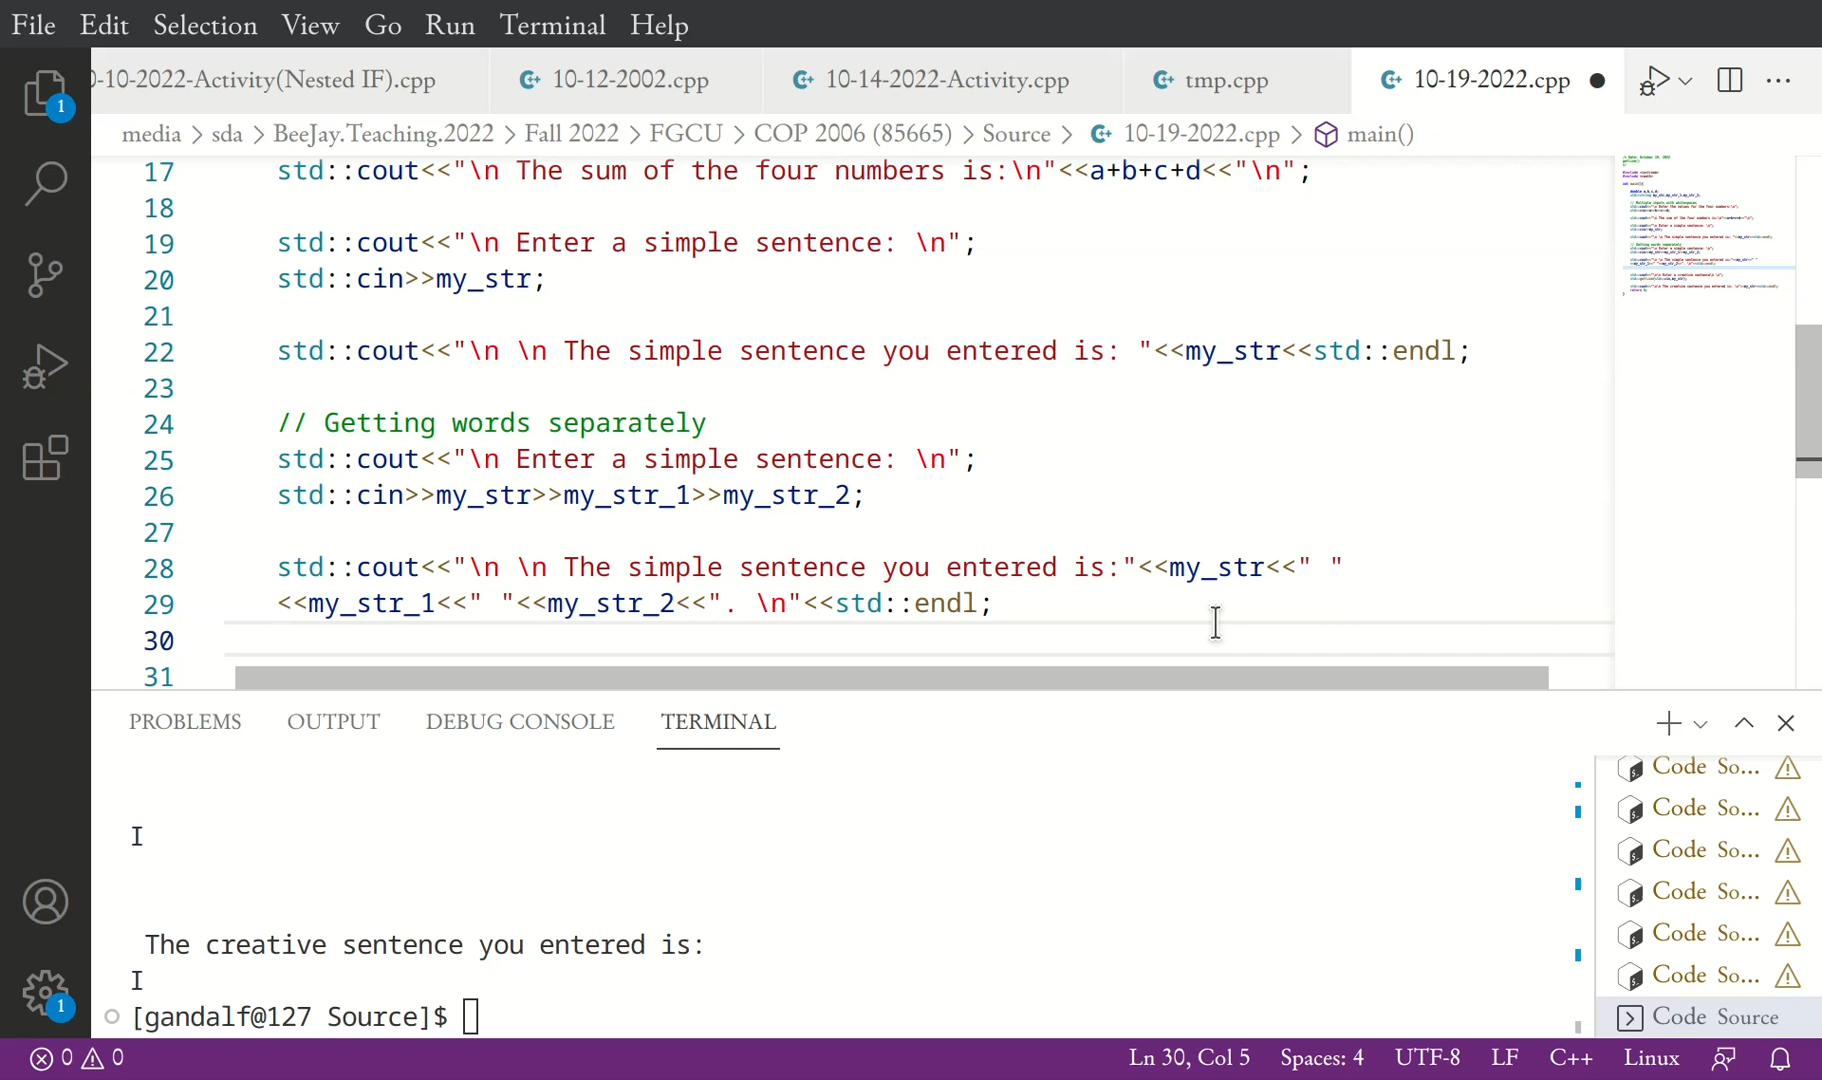 File Edit Selection View Go Run Terminal Help
0-10-2022-Activity(Nested IF).cpp 10-12-2002.cpp 10-14-2022-Activity.cpp tmp.cpp 10-19-2022.cpp
media > sda > BeeJay.Teaching.2022 > Fall 2022 > FGCU > COP 2006 (85665) > Source > 10-19-2022.cpp > main()
17 std::cout<<"\n The sum of the four numbers is:\n"<<a+b+c+d<<"\n";
18
19 std::cout<<"\n Enter a simple sentence: \n";
20 std::cin>>my_str;
21
22 std::cout<<"\n \n The simple sentence you entered is: "<<my_str<<std::endl;
23
24 // Getting words separately
25 std::cout<<"\n Enter a simple sentence: \n";
26 std::cin>>my_str>>my_str_1>>my_str_2;
27
28 std::cout<<"\n \n The simple sentence you entered is:"<<my_str<<" "
29 <<my_str_1<<" "<<my_str_2<<". \n"<<std::endl;
30
31
PROBLEMS OUTPUT DEBUG CONSOLE TERMINAL
I
The creative sentence you entered is:
I
[gandalf@127 Source]$
Code So...
Code So...
Code So...
Code So...
Code So...
Code So...
Code Source
1
1
0 0 Ln 30, Col 5 Spaces: 4 UTF-8 LF C++ Linux